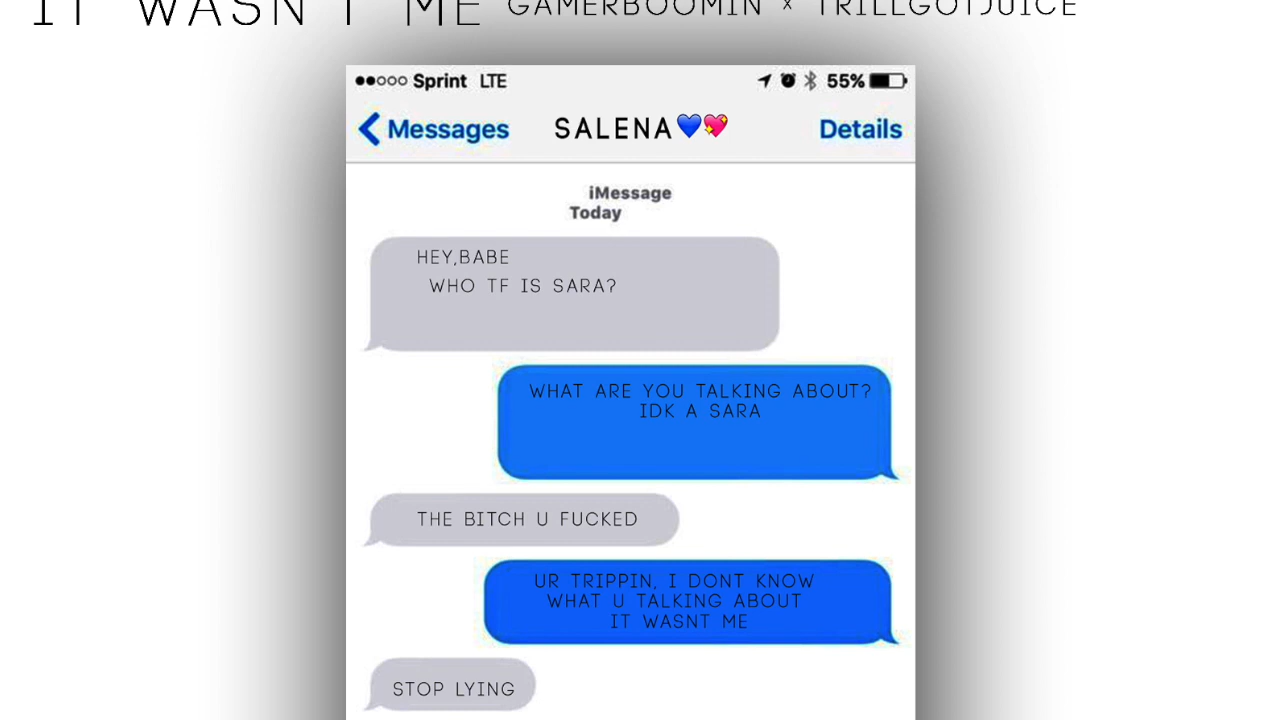 IT WASN'T ME GAMERBOOMIN x TRILLGOTJUICE
Sprint LTE 55%
Messages SALENA💙💖 Details
iMessage
Today
HEY,BABE
WHO TF IS SARA?
WHAT ARE YOU TALKING ABOUT?
IDK A SARA
THE BITCH U FUCKED
UR TRIPPIN, I DONT KNOW
WHAT U TALKING ABOUT
IT WASNT ME
STOP LYING